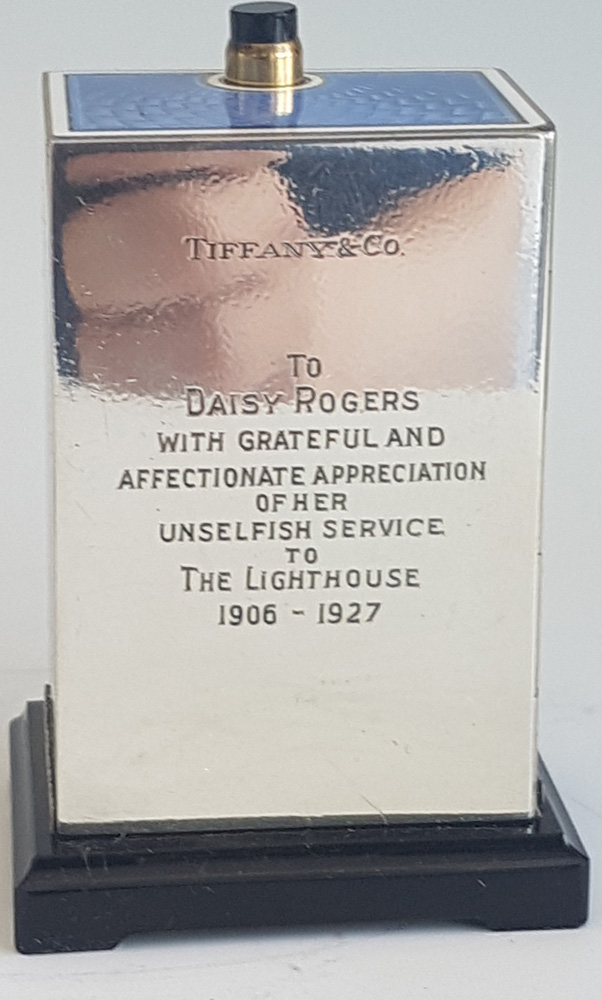 TIFFANY & CO.
TO
DAISY ROGERS
WITH GRATEFUL AND
AFFECTIONATE APPRECIATION
OF HER
UNSELFISH SERVICE
TO
THE LIGHTHOUSE
1906 - 1927